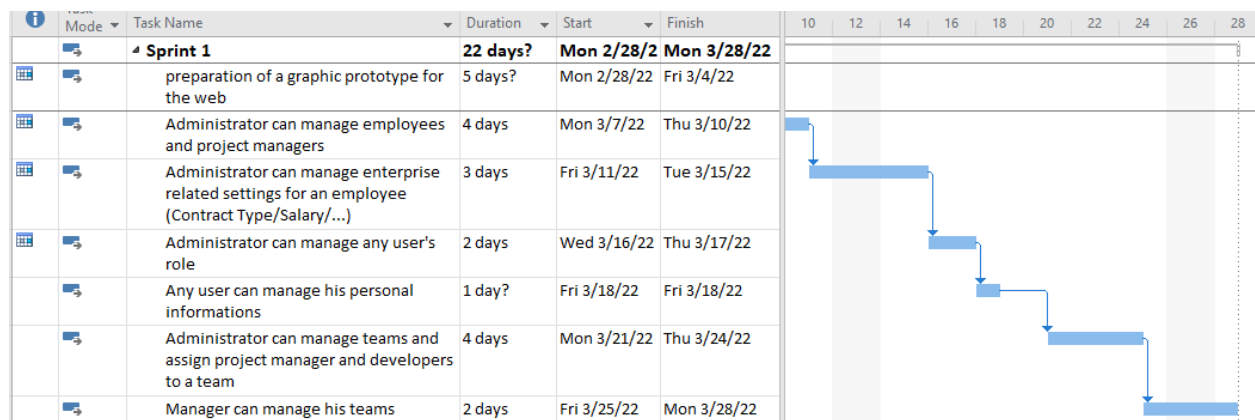 Mode Task Name Duration Start Finish 10 12 14 16 18 20 22 24 26 28
Sprint 1 22 days? Mon 2/28/2 Mon 3/28/22
preparation of a graphic prototype for 5 days? Mon 2/28/22 Fri 3/4/22
the web
Administrator can manage employees 4 days Mon 3/7/22 Thu 3/10/22
and project managers
Administrator can manage enterprise 3 days Fri 3/11/22 Tue 3/15/22
related settings for an employee
(Contract Type/Salary/...)
Administrator can manage any user's 2 days Wed 3/16/22 Thu 3/17/22
role
Any user can manage his personal 1 day? Fri 3/18/22 Fri 3/18/22
informations
Administrator can manage teams and 4 days Mon 3/21/22 Thu 3/24/22
assign project manager and developers
to a team
Manager can manage his teams 2 days Fri 3/25/22 Mon 3/28/22